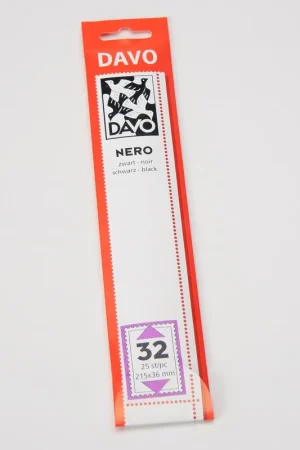 DAVO
DAVO
NERO
zwart - noir
schwarz - black
32
25 st/pc
215x36 mm